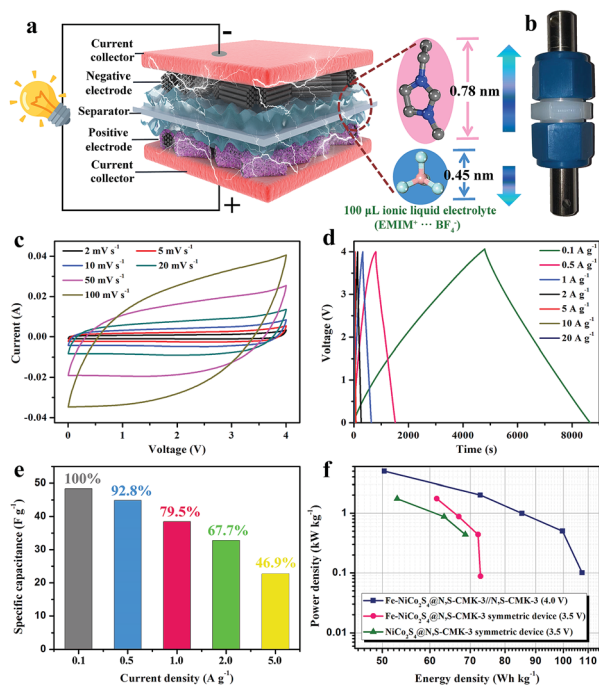 a
b
-
Current
collector
Negative
electrode
Separator
Positive
electrode
Current
collector
+
0.78 nm
0.45 nm
100 μL ionic liquid electrolyte
(EMIM⁺ ··· BF₄⁻)
c
2 mV s⁻¹ 5 mV s⁻¹
10 mV s⁻¹ 20 mV s⁻¹
50 mV s⁻¹
100 mV s⁻¹
Current (A)
0.04
0.02
0.00
-0.02
-0.04
0 1 2 3 4
Voltage (V)
d
0.1 A g⁻¹
0.5 A g⁻¹
1 A g⁻¹
2 A g⁻¹
5 A g⁻¹
10 A g⁻¹
20 A g⁻¹
Voltage (V)
5
4
3
2
1
0
0 2000 4000 6000 8000
Time (s)
e
Specific capacitance (F g⁻¹)
60
50
40
30
20
10
0
100%
92.8%
79.5%
67.7%
46.9%
0.1 0.5 1.0 2.0 5.0
Current density (A g⁻¹)
f
Power density (kW kg⁻¹)
1
0.1
0.01
Fe-NiCo₂S₄@N,S-CMK-3//N,S-CMK-3 (4.0 V)
Fe-NiCo₂S₄@N,S-CMK-3 symmetric device (3.5 V)
NiCo₂S₄@N,S-CMK-3 symmetric device (3.5 V)
50 60 70 80 90 100 110
Energy density (Wh kg⁻¹)